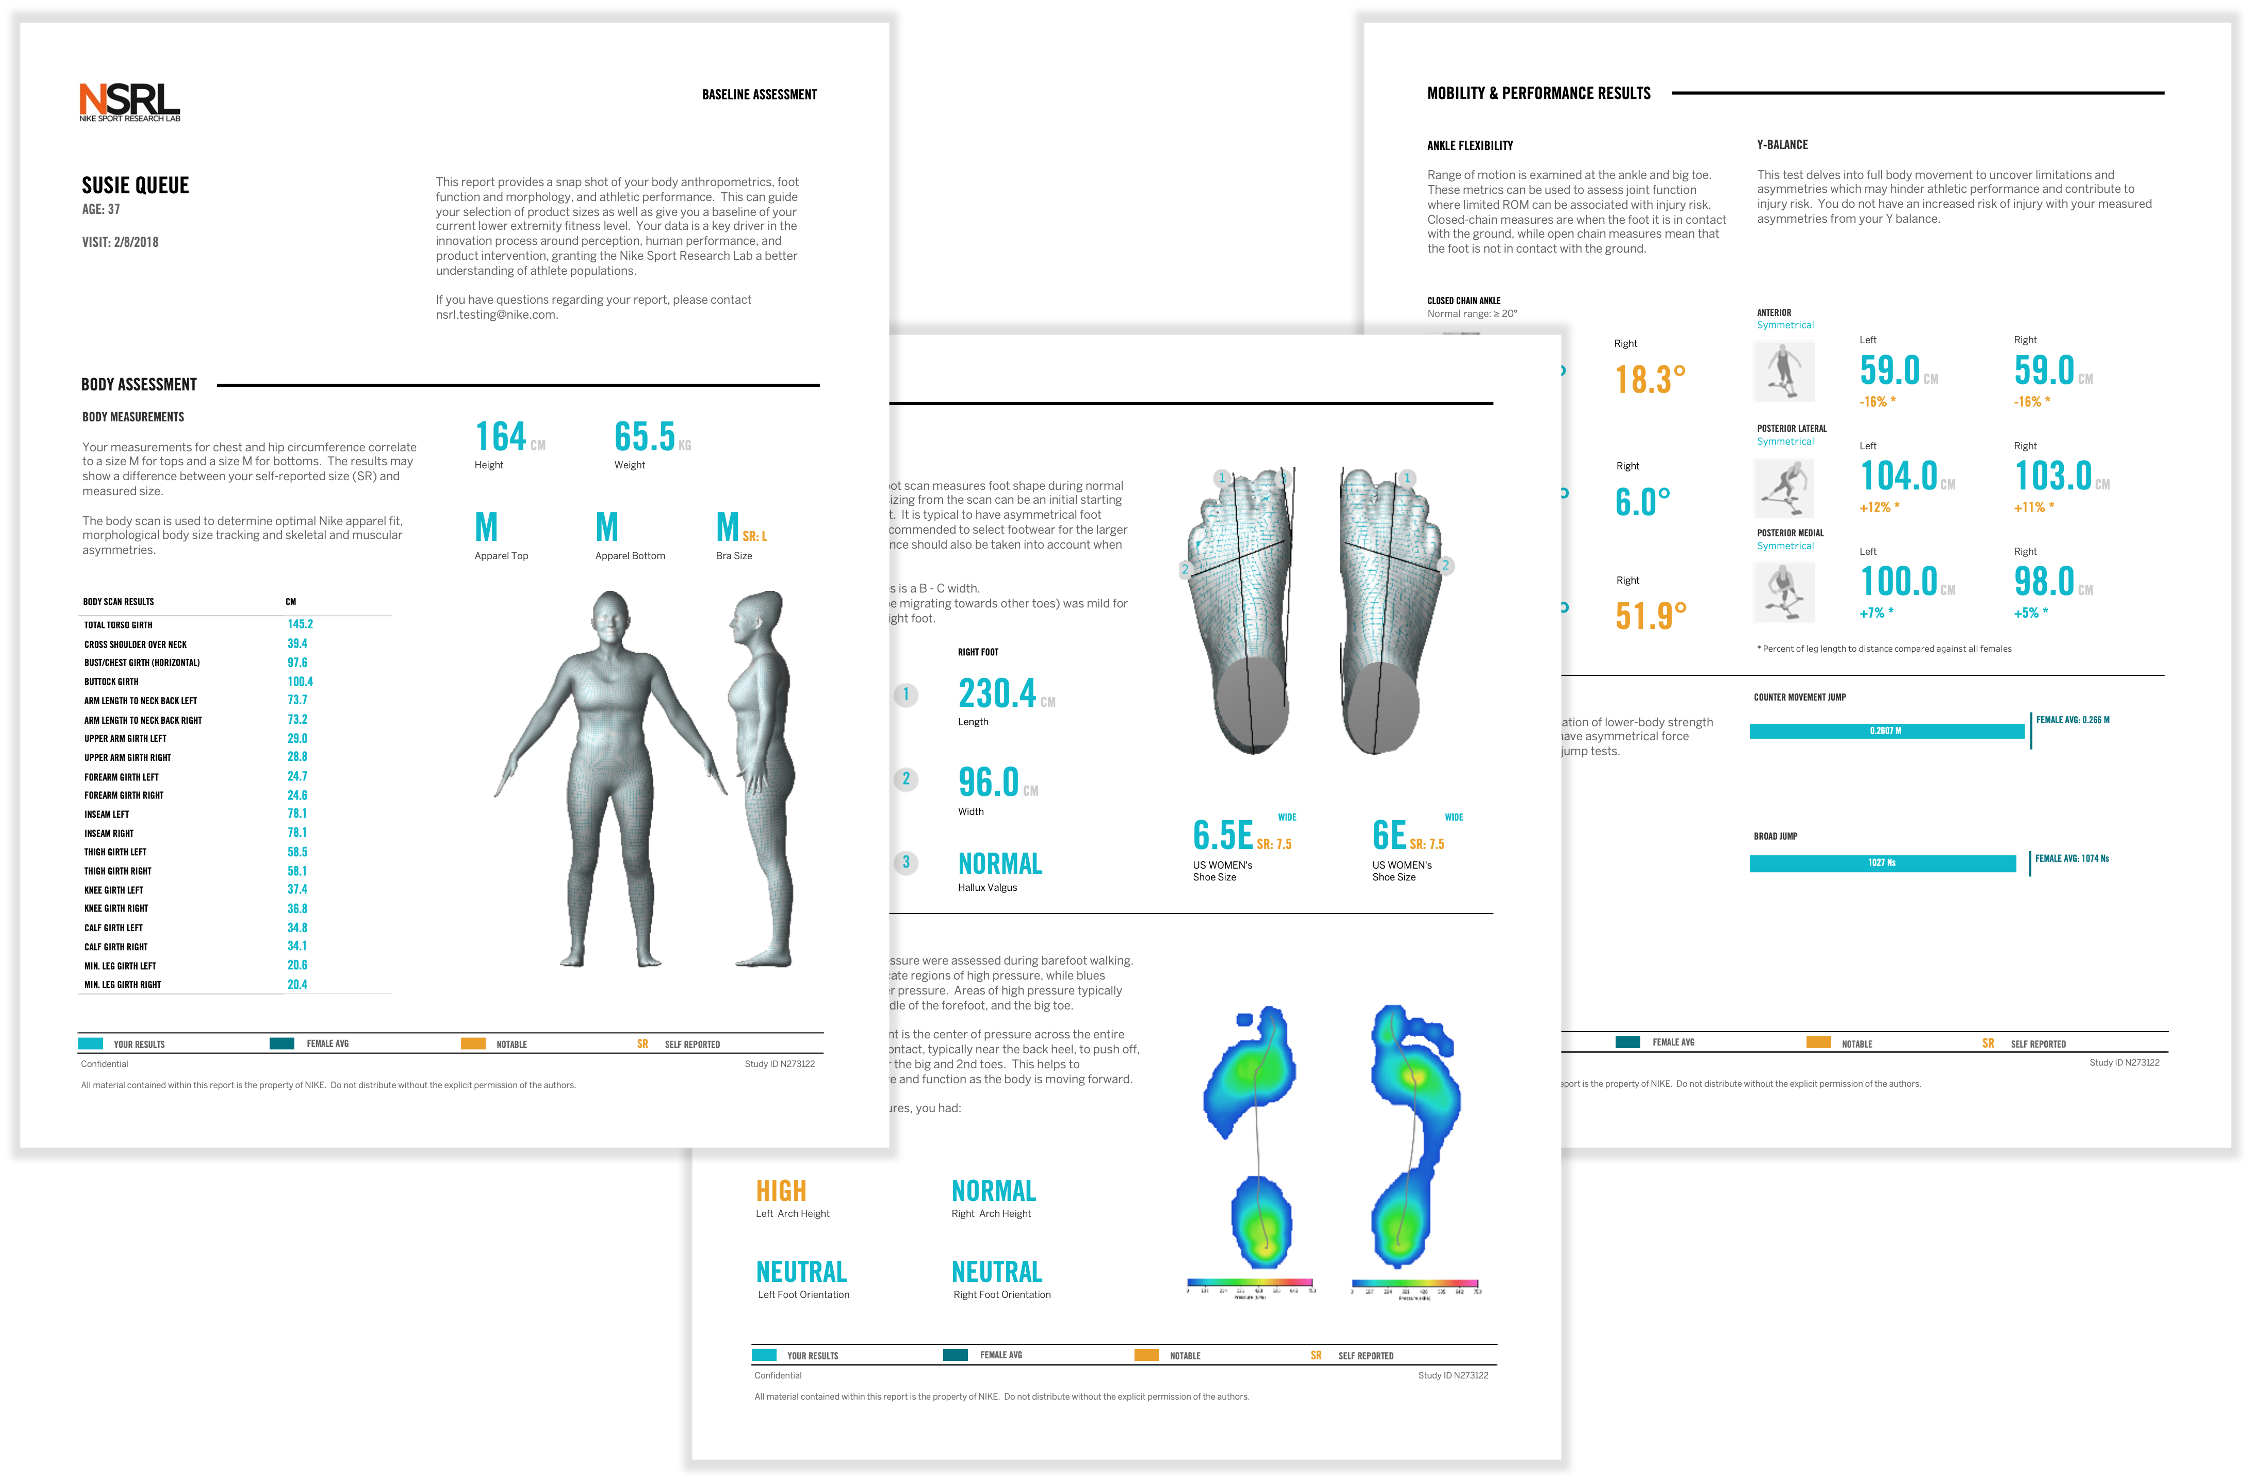 NSRL
NIKE SPORT RESEARCH LAB
BASELINE ASSESSMENT
SUSIE QUEUE
AGE: 37
VISIT: 2/8/2018
This report provides a snap shot of your body anthropometrics, foot
function and morphology, and athletic performance. This can guide
your selection of product sizes as well as give you a baseline of your
current lower extremity fitness level. Your data is a key driver in the
innovation process around perception, human performance, and
product intervention, granting the Nike Sport Research Lab a better
understanding of athlete populations.
If you have questions regarding your report, please contact
nsrl.testing@nike.com.
BODY ASSESSMENT
BODY MEASUREMENTS
Your measurements for chest and hip circumference correlate
to a size M for tops and a size M for bottoms. The results may
show a difference between your self-reported size (SR) and
measured size.
The body scan is used to determine optimal Nike apparel fit,
morphological body size tracking and skeletal and muscular
asymmetries.
164 CM
Height
65.5 KG
Weight
M
Apparel Top
M
Apparel Bottom
M SR: L
Bra Size
BODY SCAN RESULTS CM
TOTAL TORSO GIRTH 145.2
CROSS SHOULDER OVER NECK 39.4
BUST/CHEST GIRTH (HORIZONTAL) 97.6
BUTTOCK GIRTH 100.4
ARM LENGTH TO NECK BACK LEFT 73.7
ARM LENGTH TO NECK BACK RIGHT 73.2
UPPER ARM GIRTH LEFT 29.0
UPPER ARM GIRTH RIGHT 28.8
FOREARM GIRTH LEFT 24.7
FOREARM GIRTH RIGHT 24.6
INSEAM LEFT 78.1
INSEAM RIGHT 78.1
THIGH GIRTH LEFT 58.5
THIGH GIRTH RIGHT 58.1
KNEE GIRTH LEFT 37.4
KNEE GIRTH RIGHT 36.8
CALF GIRTH LEFT 34.8
CALF GIRTH RIGHT 34.1
MIN. LEG GIRTH LEFT 20.6
MIN. LEG GIRTH RIGHT 20.4
YOUR RESULTS FEMALE AVG NOTABLE SR SELF REPORTED
Confidential Study ID N273122
All material contained within this report is the property of NIKE. Do not distribute without the explicit permission of the authors.
ot scan measures foot shape during normal
izing from the scan can be an initial starting
t. It is typical to have asymmetrical foot
commended to select footwear for the larger
nce should also be taken into account when
s is a B - C width.
e migrating towards other toes) was mild for
ight foot.
RIGHT FOOT
1 230.4 CM
Length
2 96.0 CM
Width
3 NORMAL
Hallux Valgus
1
2
1
2
6.5E WIDE SR: 7.5
US WOMEN's
Shoe Size
6E WIDE SR: 7.5
US WOMEN's
Shoe Size
ssure were assessed during barefoot walking.
cate regions of high pressure, while blues
r pressure. Areas of high pressure typically
dle of the forefoot, and the big toe.
nt is the center of pressure across the entire
ontact, typically near the back heel, to push off,
r the big and 2nd toes. This helps to
e and function as the body is moving forward.
ures, you had:
HIGH
Left Arch Height
NORMAL
Right Arch Height
NEUTRAL
Left Foot Orientation
NEUTRAL
Right Foot Orientation
YOUR RESULTS FEMALE AVG NOTABLE SR SELF REPORTED
Confidential Study ID N273122
All material contained within this report is the property of NIKE. Do not distribute without the explicit permission of the authors.
MOBILITY & PERFORMANCE RESULTS
ANKLE FLEXIBILITY
Range of motion is examined at the ankle and big toe.
These metrics can be used to assess joint function
where limited ROM can be associated with injury risk.
Closed-chain measures are when the foot it is in contact
with the ground, while open chain measures mean that
the foot is not in contact with the ground.
CLOSED CHAIN ANKLE
Normal range: ≥ 20°
Right
18.3°
Right
6.0°
Right
51.9°
Y-BALANCE
This test delves into full body movement to uncover limitations and
asymmetries which may hinder athletic performance and contribute to
injury risk. You do not have an increased risk of injury with your measured
asymmetries from your Y balance.
ANTERIOR
Symmetrical
Left Right
59.0 CM 59.0 CM
-16% * -16% *
POSTERIOR LATERAL
Symmetrical
Left Right
104.0 CM 103.0 CM
+12% * +11% *
POSTERIOR MEDIAL
Symmetrical
Left Right
100.0 CM 98.0 CM
+7% * +5% *
* Percent of leg length to distance compared against all females
ation of lower-body strength
ave asymmetrical force
jump tests.
COUNTER MOVEMENT JUMP
0.2607 M
FEMALE AVG: 0.266 M
BROAD JUMP
1027 Ns
FEMALE AVG: 1074 Ns
FEMALE AVG NOTABLE SR SELF REPORTED
Study ID N273122
eport is the property of NIKE. Do not distribute without the explicit permission of the authors.